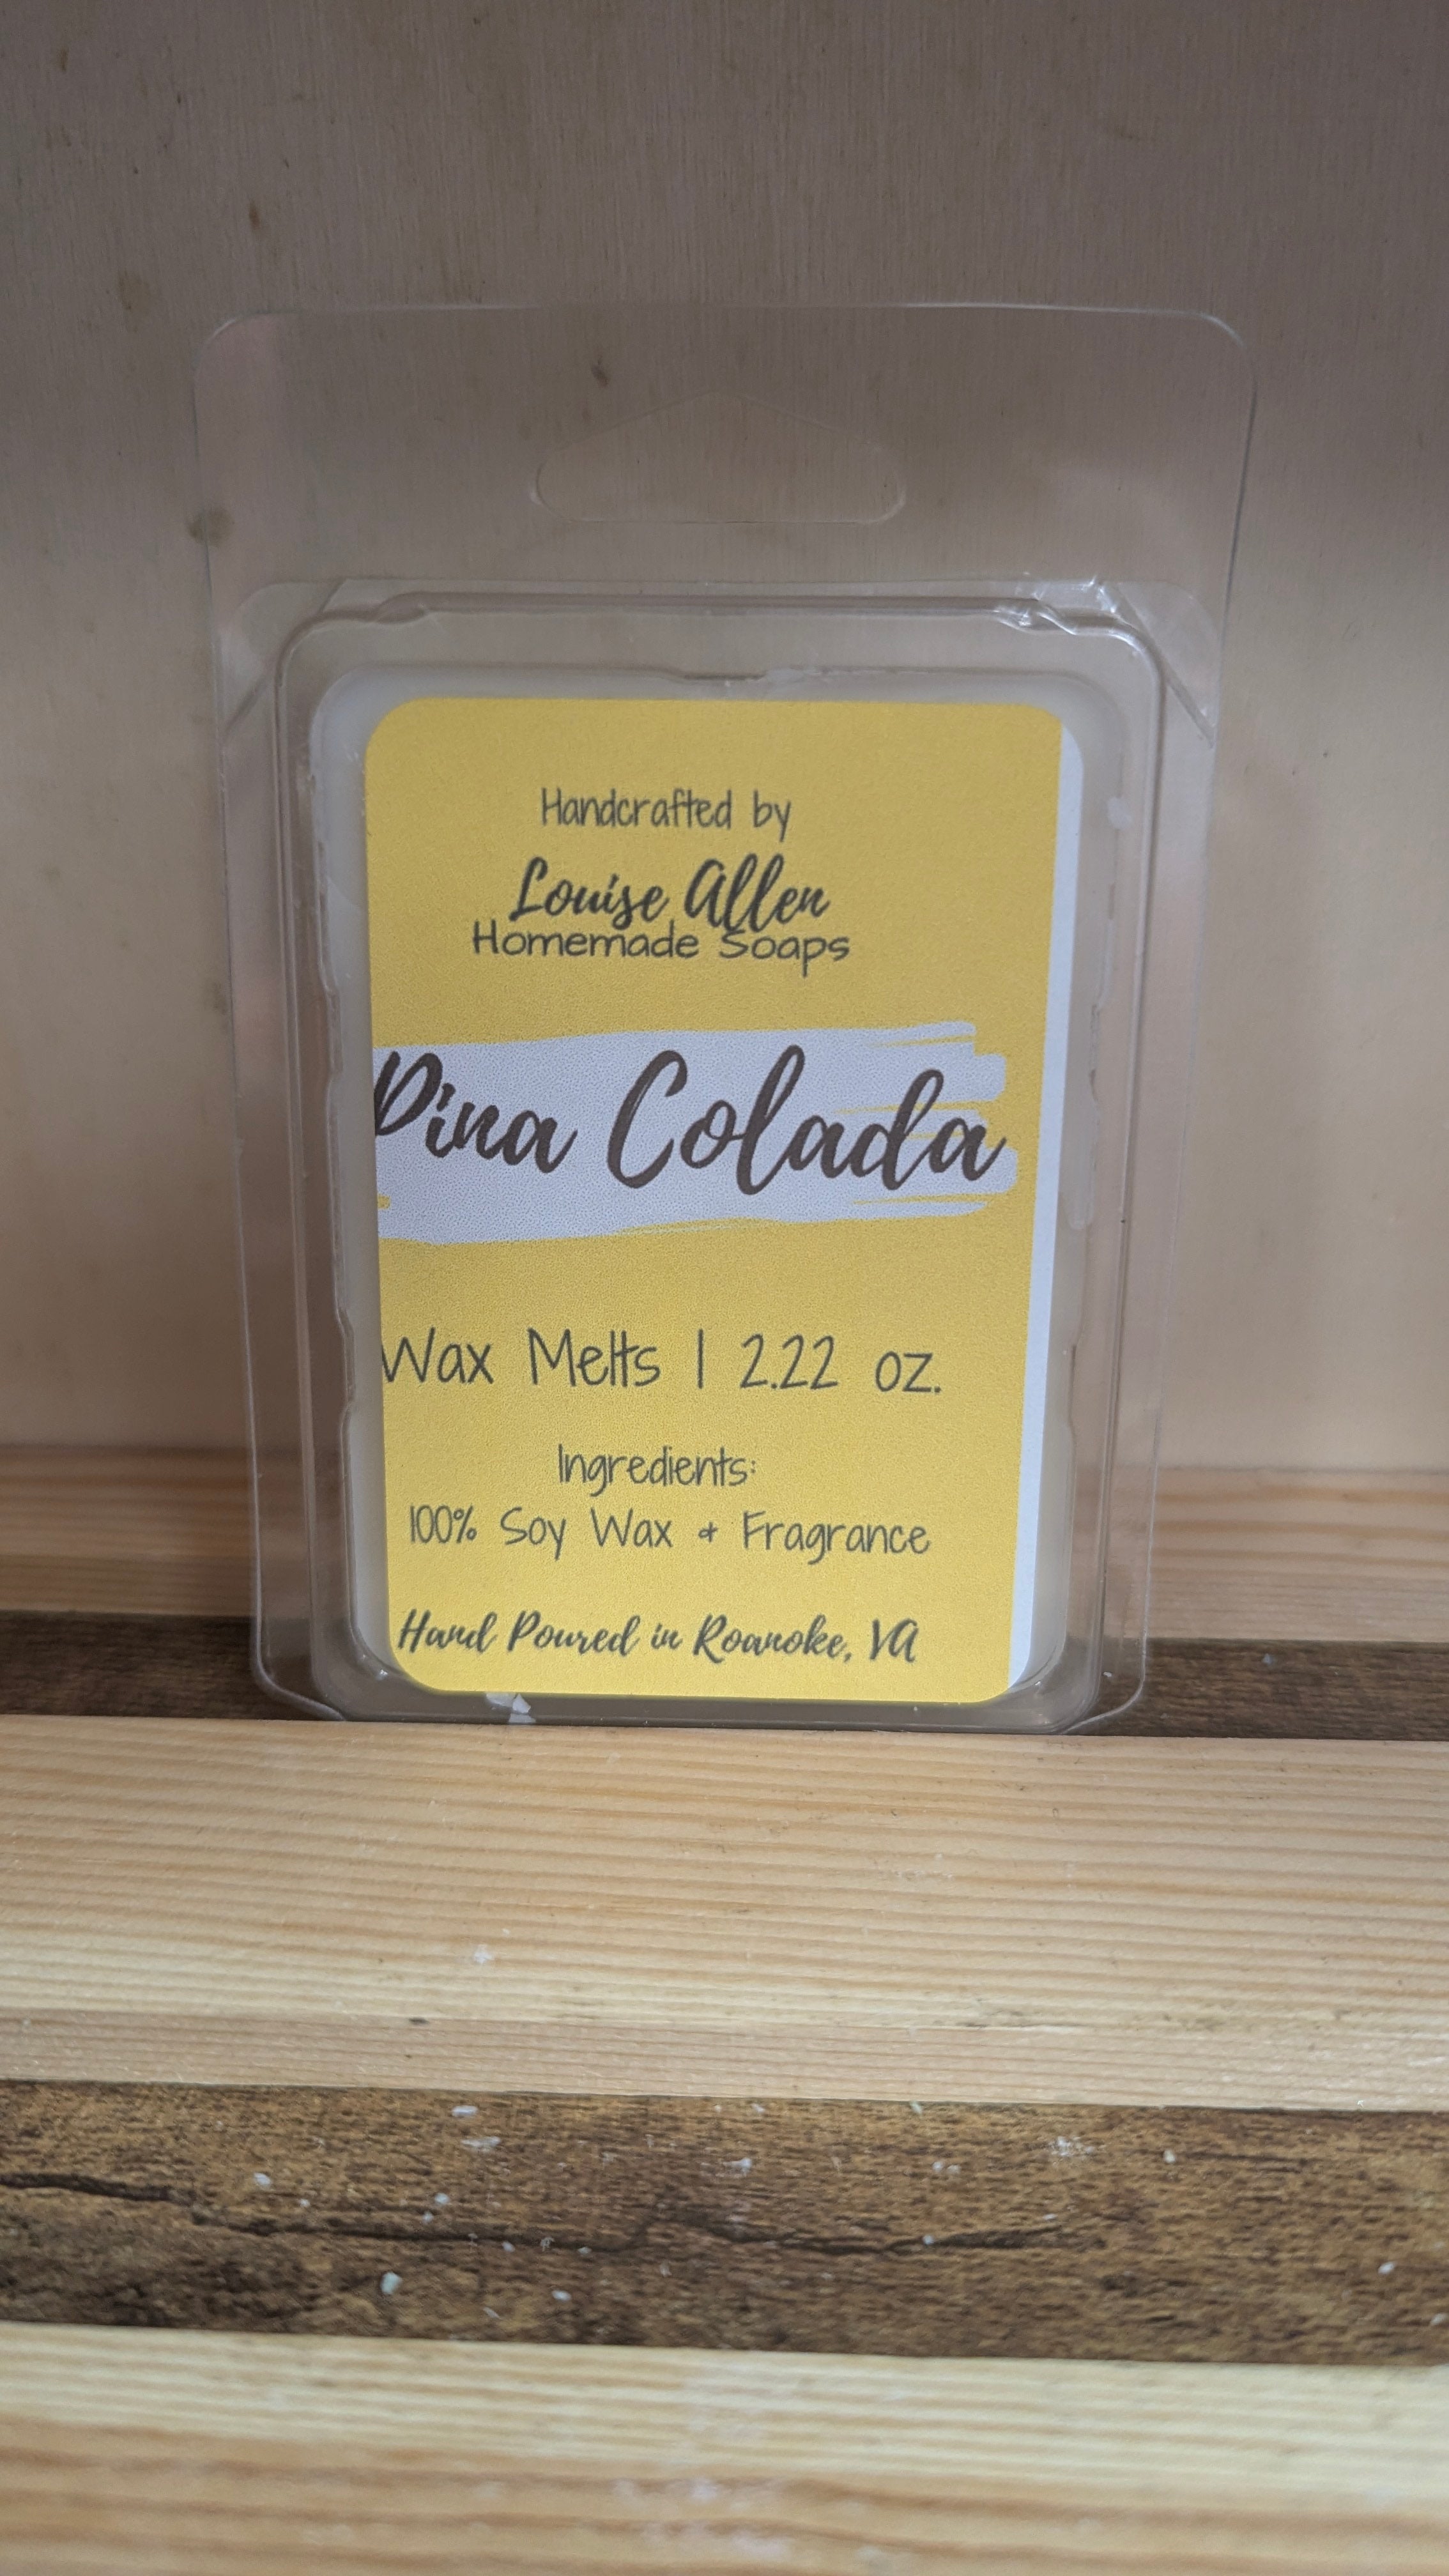 Handcrafted by
Louise Allen
Homemade Soaps
Pina Colada
Wax Melts | 2.22 oz.
Ingredients:
100% Soy Wax + Fragrance
Hand Poured in Roanoke, VA